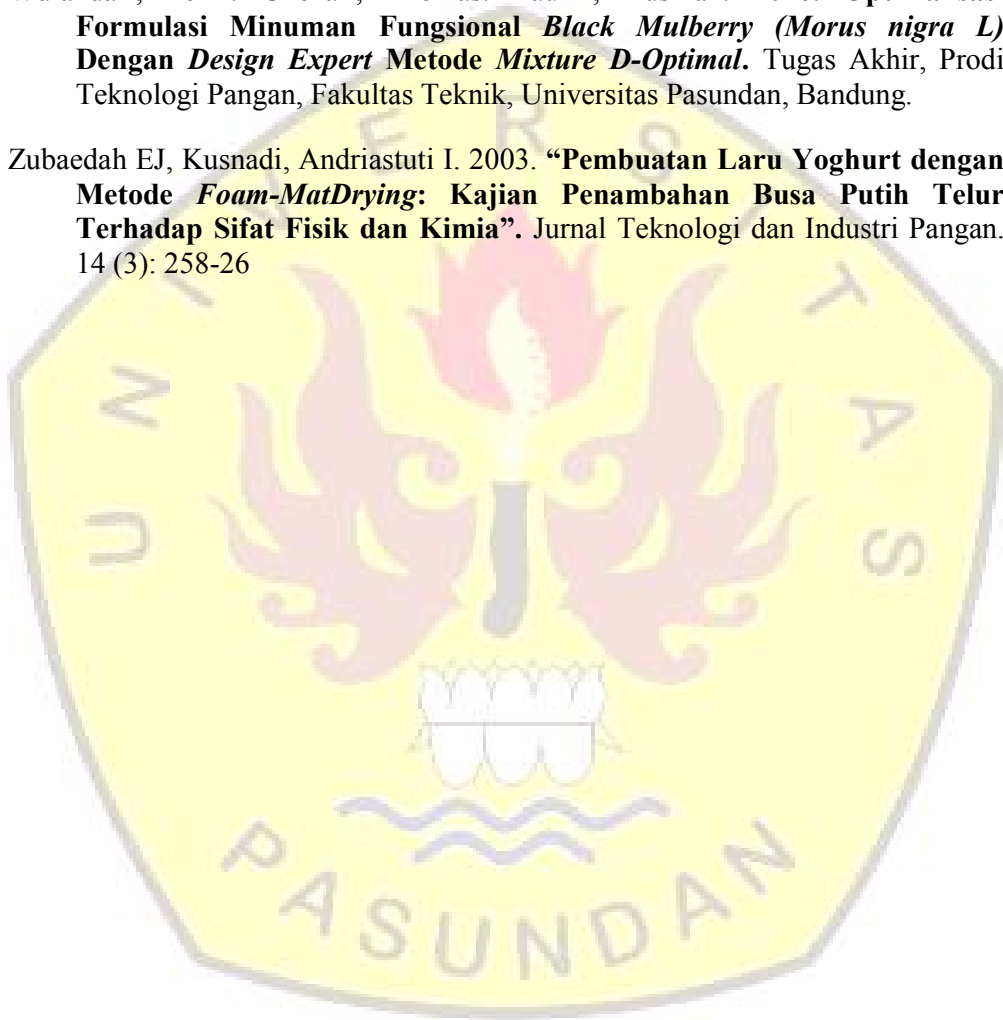 Formulasi Minuman Fungsional Black Mulberry (Morus nigra L)
Dengan Design Expert Metode Mixture D-Optimal. Tugas Akhir, Prodi
Teknologi Pangan, Fakultas Teknik, Universitas Pasundan, Bandung.
Zubaedah EJ, Kusnadi, Andriastuti I. 2003. “Pembuatan Laru Yoghurt dengan
Metode Foam-MatDrying: Kajian Penambahan Busa Putih Telur
Terhadap Sifat Fisik dan Kimia”. Jurnal Teknologi dan Industri Pangan.
14 (3): 258-26
UNIVERSITAS
PASUNDAN